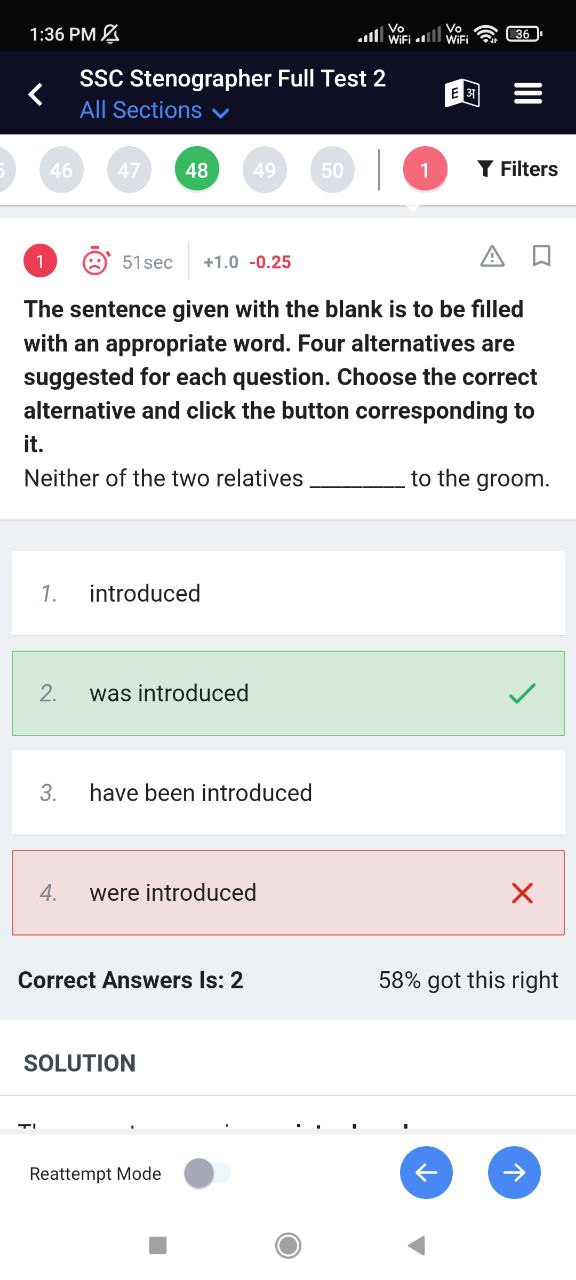 1:36 PM
Vo WiFi Vo WiFi 36
SSC Stenographer Full Test 2
E अ
All Sections
46 47 48 49 50 1 Filters
1 51sec +1.0 -0.25
The sentence given with the blank is to be filled
with an appropriate word. Four alternatives are
suggested for each question. Choose the correct
alternative and click the button corresponding to
it.
Neither of the two relatives _________ to the groom.
1. introduced
2. was introduced
3. have been introduced
4. were introduced
Correct Answers Is: 2 58% got this right
SOLUTION
Reattempt Mode